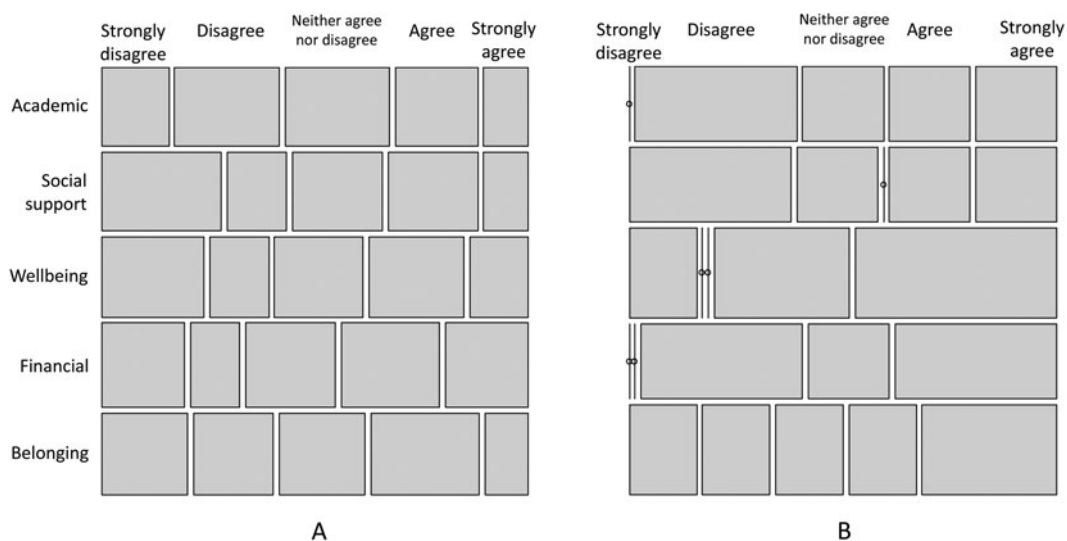 Strongly
disagree
Disagree
Neither agree
nor disagree
Agree
Strongly
agree
Academic
Social
support
Wellbeing
Financial
Belonging
A
Strongly
disagree
Disagree
Neither agree
nor disagree
Agree
Strongly
agree
B